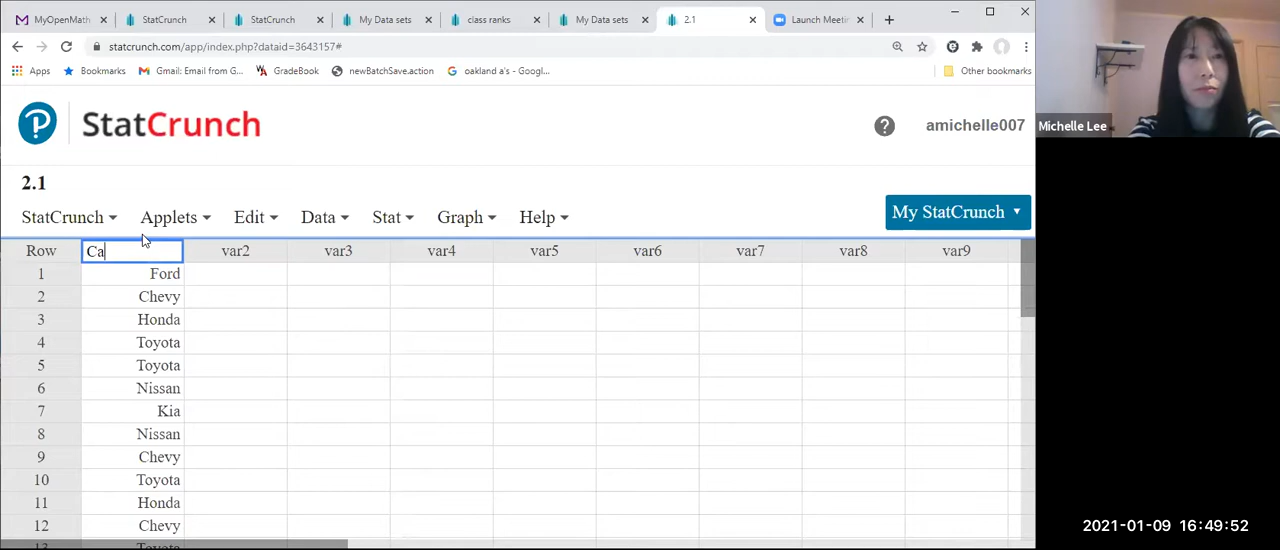 MyOpenMath StatCrunch StatCrunch My Data sets class ranks My Data sets 2.1 Launch Meetin
statcrunch.com/app/index.php?dataid=3643157#
Apps Bookmarks Gmail: Email from G... GradeBook newBatchSave.action oakland a's - Googl... Other bookmarks
StatCrunch
amichelle007
Michelle Lee
2.1
StatCrunch Applets Edit Data Stat Graph Help My StatCrunch
Row Ca var2 var3 var4 var5 var6 var7 var8 var9
1 Ford
2 Chevy
3 Honda
4 Toyota
5 Toyota
6 Nissan
7 Kia
8 Nissan
9 Chevy
10 Toyota
11 Honda
12 Chevy
13 Toyota
2021-01-09 16:49:52